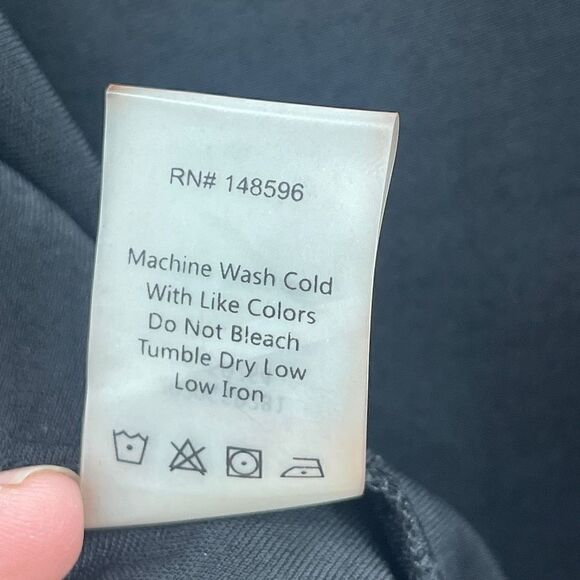 RN# 148596
Machine Wash Cold
With Like Colors
Do Not Bleach
Tumble Dry Low
Low Iron